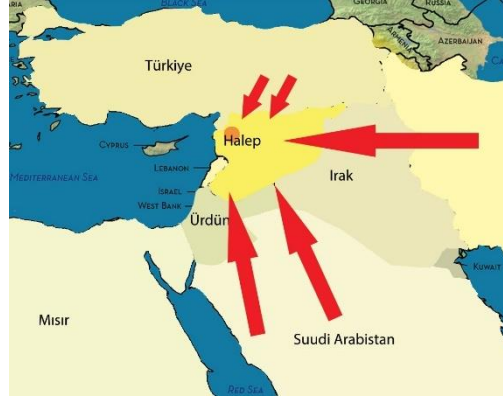 BLACK SEA
GEORGIA
RUSSIA
ARMENIA
AZERBAIJAN
Türkiye
CYPRUS
Halep
LEBANON
MEDITERRANEAN SEA
Irak
ISRAEL
WEST BANK
Ürdün
KUWAIT
Mısır
Suudi Arabistan
RED SEA